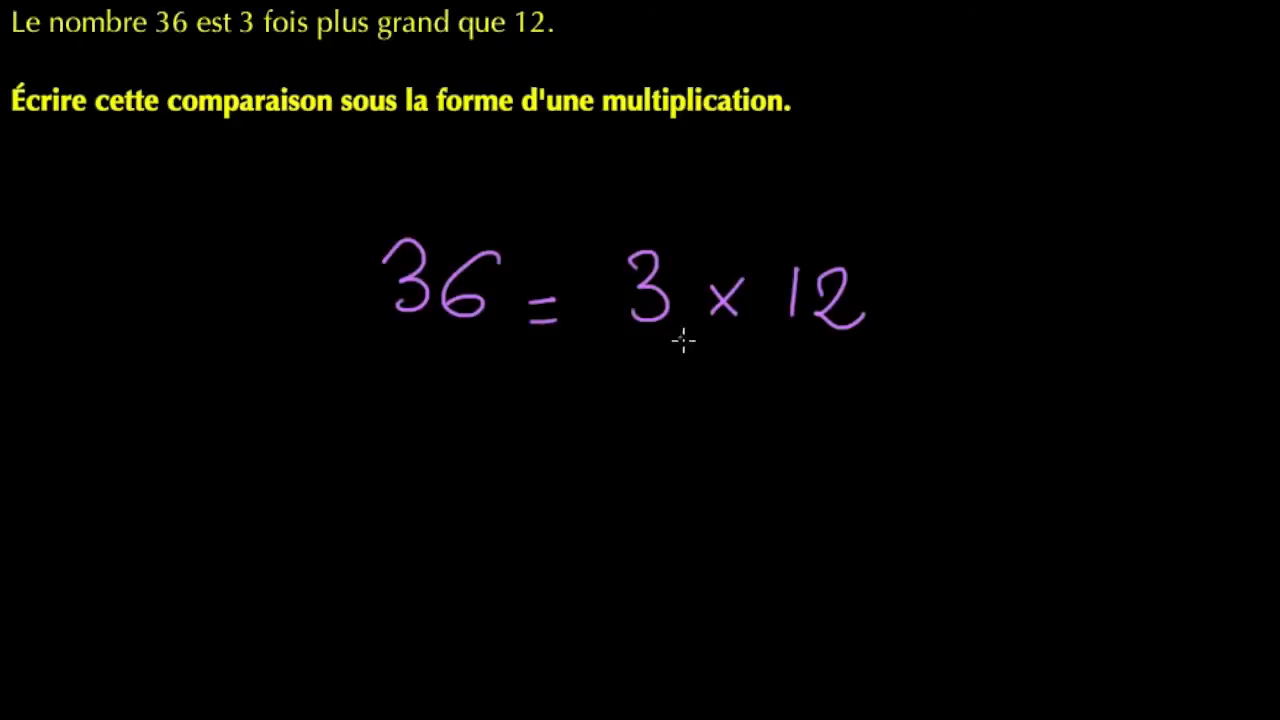 Le nombre 36 est 3 fois plus grand que 12.
Écrire cette comparaison sous la forme d'une multiplication.
36 = 3 × 12